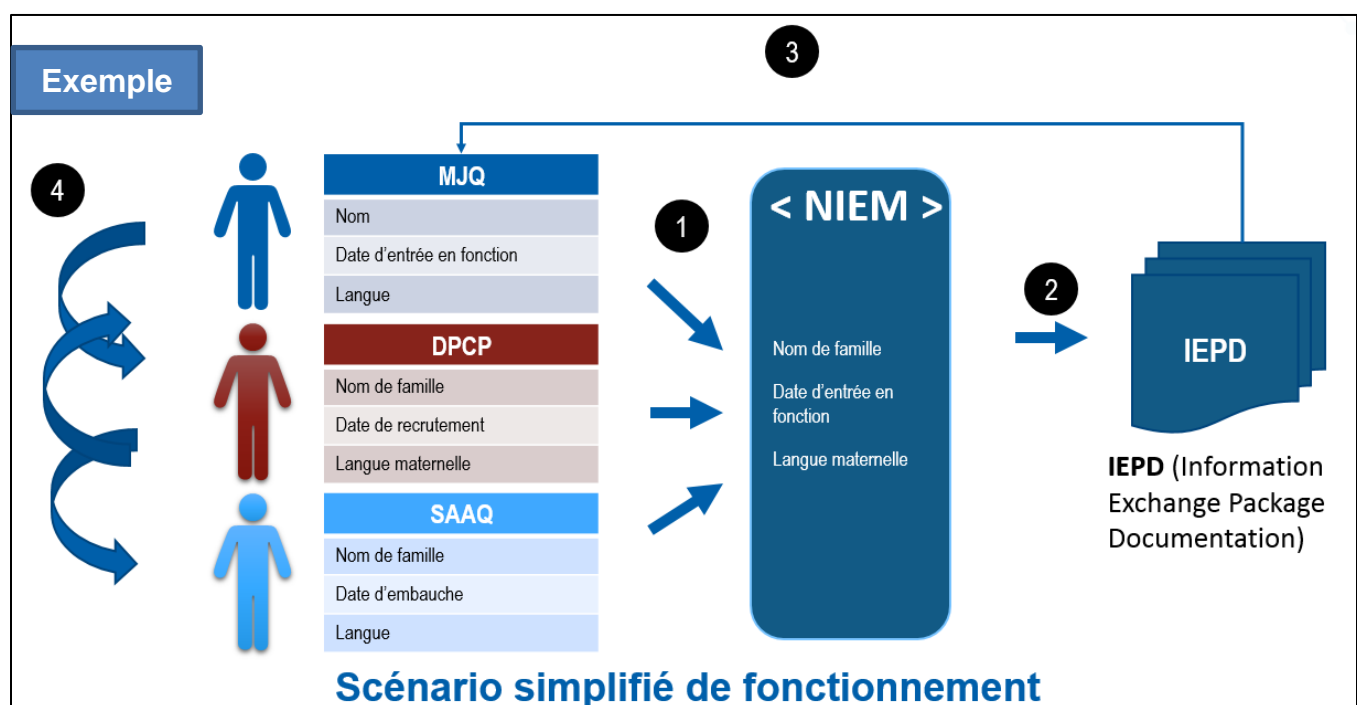 Exemple
3
4
MJQ
Nom
Date d’entrée en fonction
Langue
DPCP
Nom de famille
Date de recrutement
Langue maternelle
SAAQ
Nom de famille
Date d’embauche
Langue
1
< NIEM >
Nom de famille
Date d’entrée en
fonction
Langue maternelle
2
IEPD
IEPD (Information
Exchange Package
Documentation)
Scénario simplifié de fonctionnement